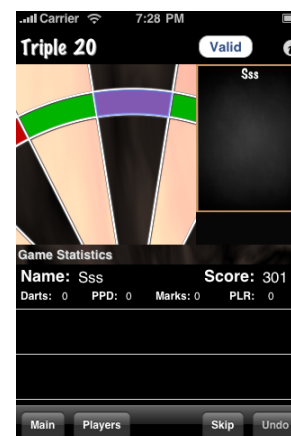 Carrier 7:28 PM
Triple 20 Valid
Sss
Game Statistics
Name: Sss Score: 301
Darts: 0 PPD: 0 Marks: 0 PLR: 0
Main Players Skip Undo